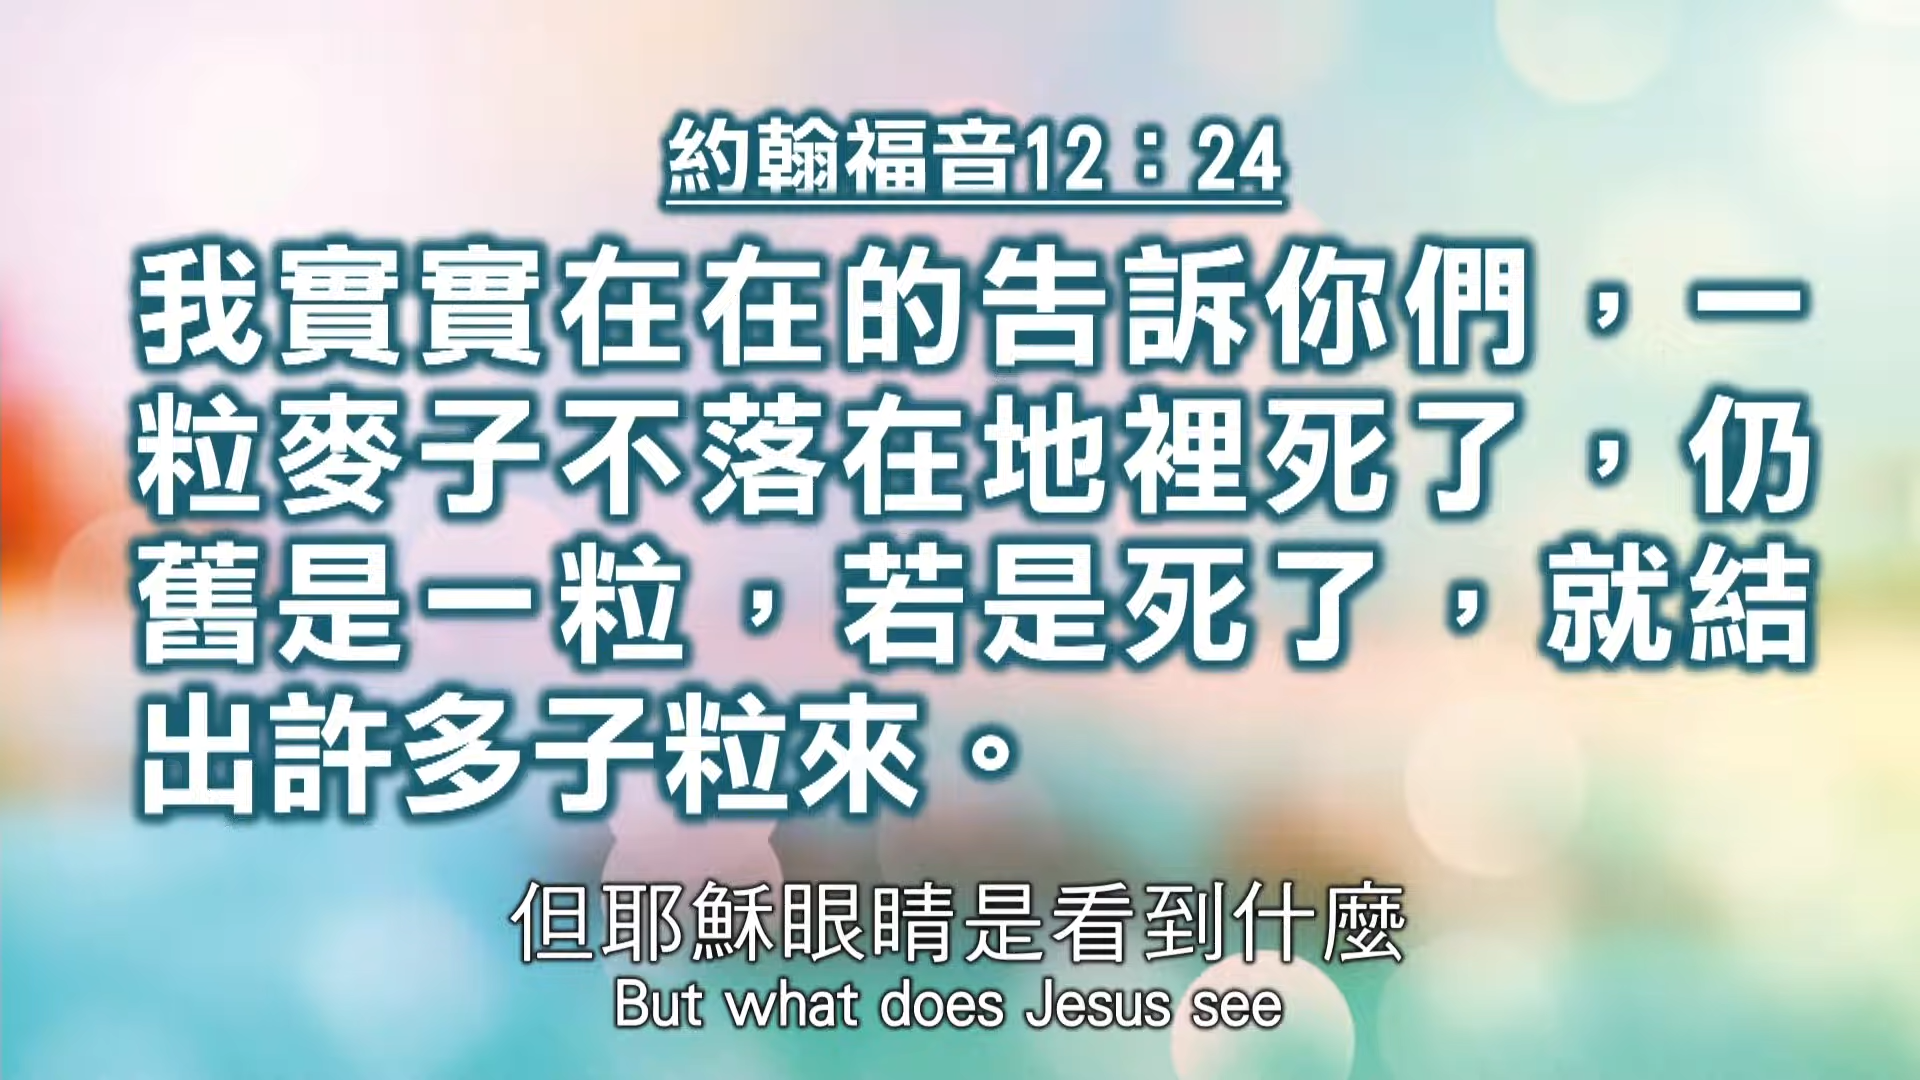 約翰福音12：24
我實實在在的告訴你們，一
粒麥子不落在地裡死了，仍
舊是一粒，若是死了，就結
出許多子粒來。
但耶穌眼睛是看到什麼
But what does Jesus see